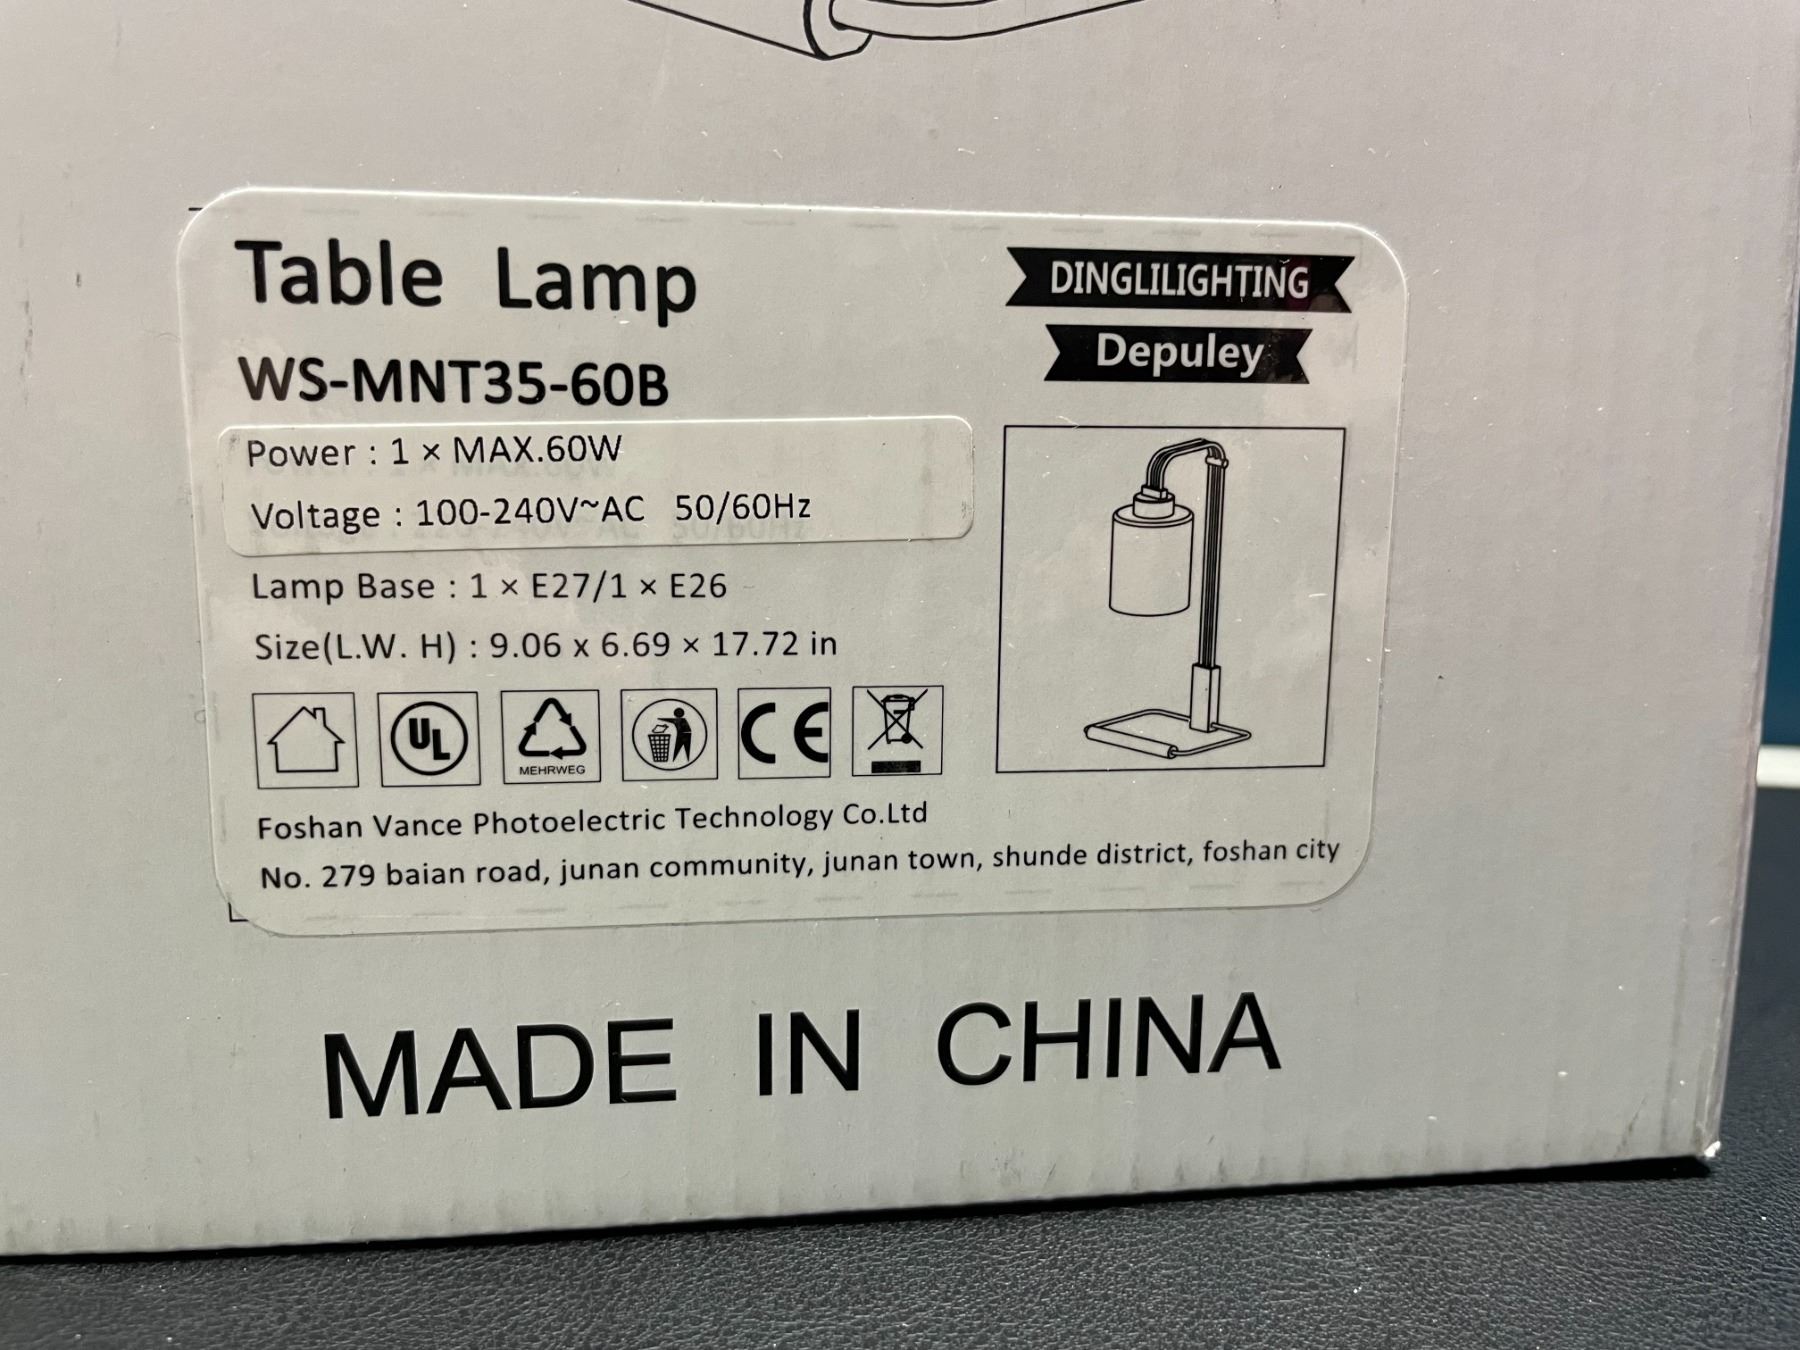 Table Lamp
DINGLILIGHTING
Depuley
WS-MNT35-60B
Power : 1 × MAX.60W
Voltage : 100-240V~AC 50/60Hz
Lamp Base : 1 × E27/1 × E26
Size(L.W. H) : 9.06 x 6.69 × 17.72 in
UL
MEHRWEG
CE
Foshan Vance Photoelectric Technology Co.Ltd
No. 279 baian road, junan community, junan town, shunde district, foshan city
MADE IN CHINA